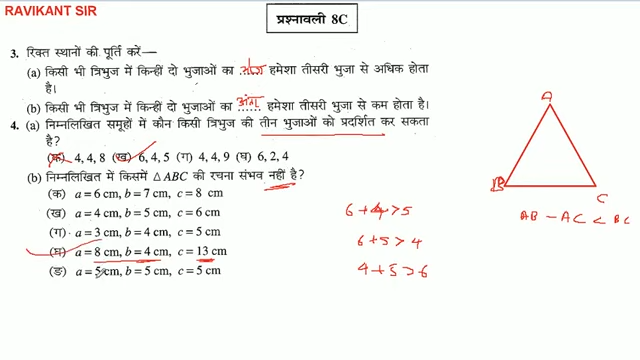 RAVIKANT SIR
प्रश्नावली 8C
3. रिक्त स्थानों की पूर्ति करें—
(a) किसी भी त्रिभुज में किन्हीं दो भुजाओं का योग हमेशा तीसरी भुजा से अधिक होता
है।
(b) किसी भी त्रिभुज में किन्हीं दो भुजाओं का अंतर हमेशा तीसरी भुजा से कम होता है।
4. (a) निम्नलिखित समूहों में कौन किसी त्रिभुज की तीन भुजाओं को प्रदर्शित कर सकता
है?
(क) 4, 4, 8 (ख) 6, 4, 5 (ग) 4, 4, 9 (घ) 6, 2, 4
(b) निम्नलिखित में किसमें △ABC की रचना संभव नहीं है?
(क) a = 6 cm, b = 7 cm, c = 8 cm
(ख) a = 4 cm, b = 5 cm, c = 6 cm
(ग) a = 3 cm, b = 4 cm, c = 5 cm
(घ) a = 8 cm, b = 4 cm, c = 13 cm
(ङ) a = 5 cm, b = 5 cm, c = 5 cm
6 + 4 > 5
6 + 5 > 4
4 + 5 > 6
A
B
C
AB − AC < BC